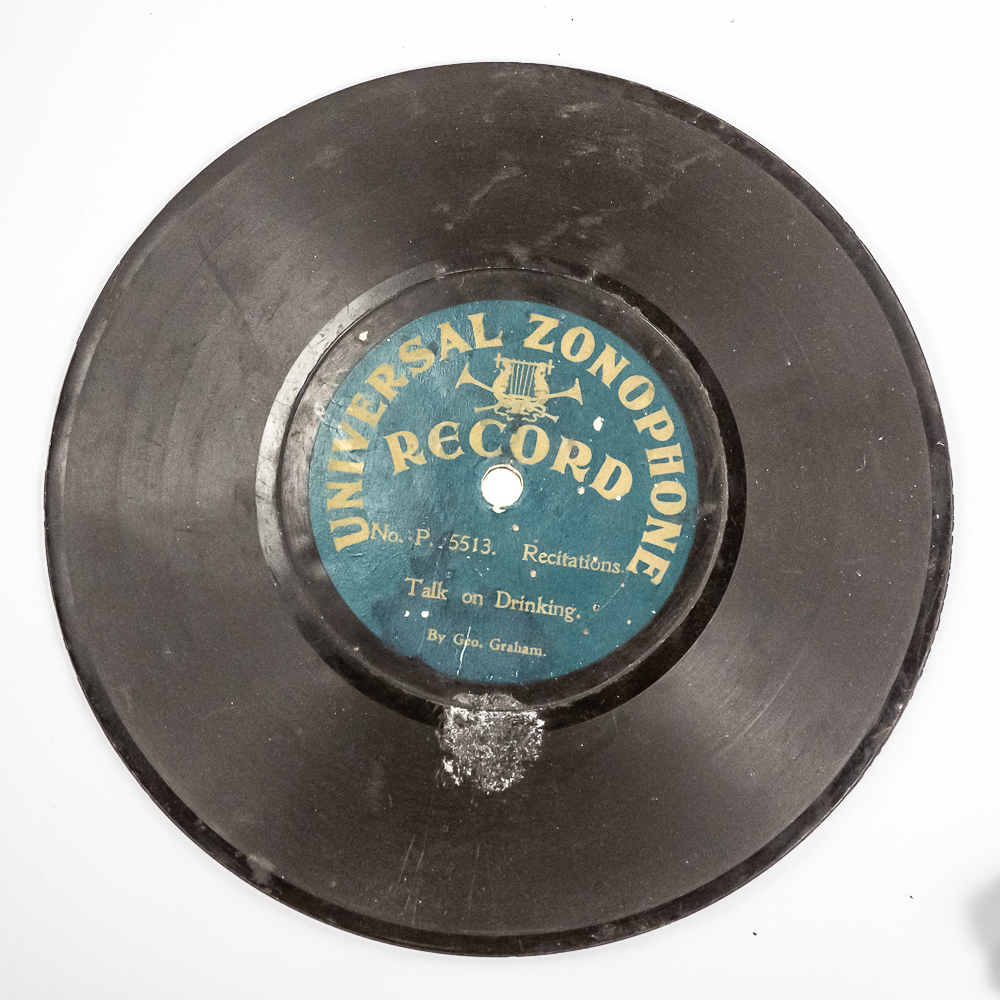 UNIVERSAL ZONOPHONE
RECORD
No. P. 5513. Recitations.
Talk on Drinking.
By Geo. Graham.